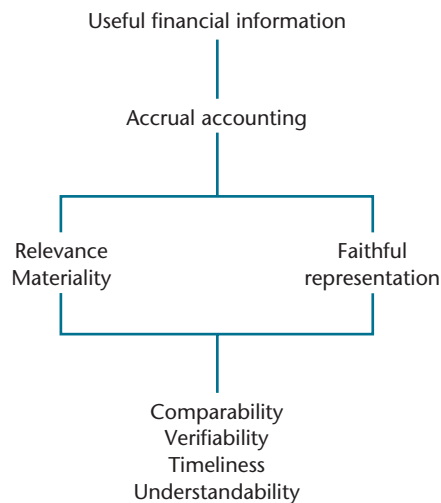 Useful financial information
Accrual accounting
Relevance
Materiality
Faithful
representation
Comparability
Verifiability
Timeliness
Understandability